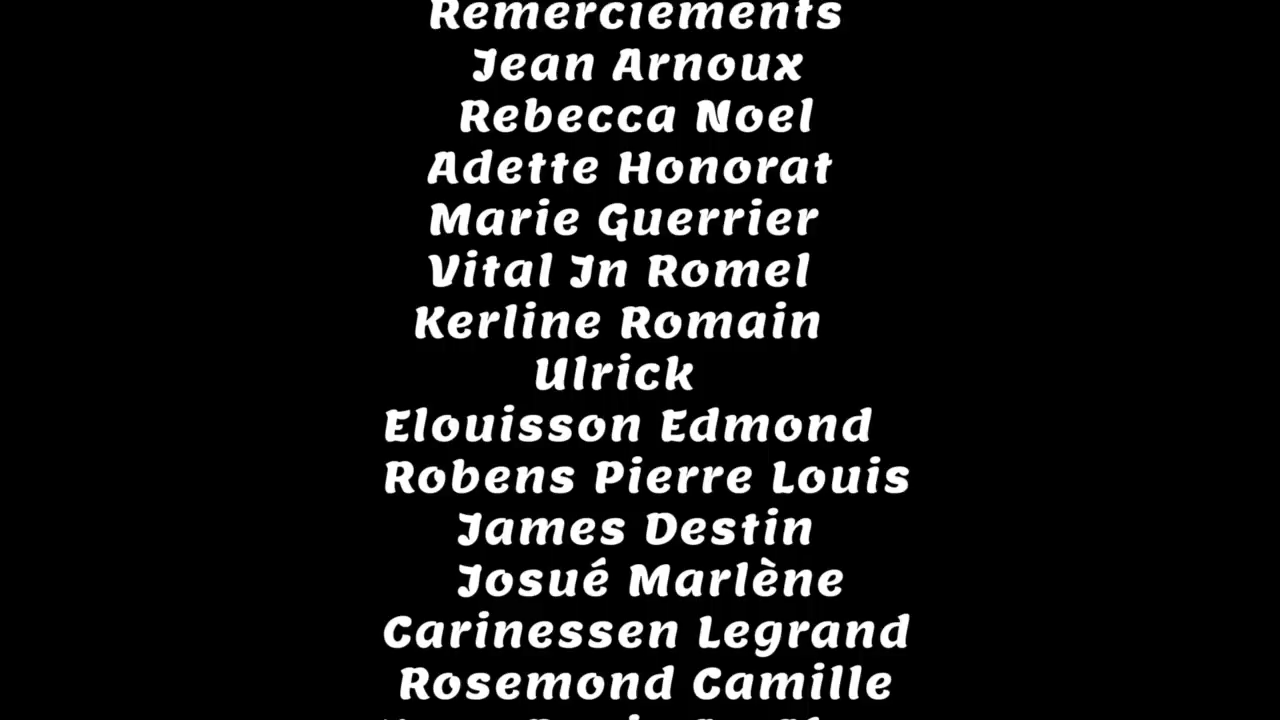 Remerciements
Jean Arnoux
Rebecca Noel
Adette Honorat
Marie Guerrier
Vital In Romel
Kerline Romain
Ulrick
Elouisson Edmond
Robens Pierre Louis
James Destin
Josué Marlène
Carinessen Legrand
Rosemond Camille